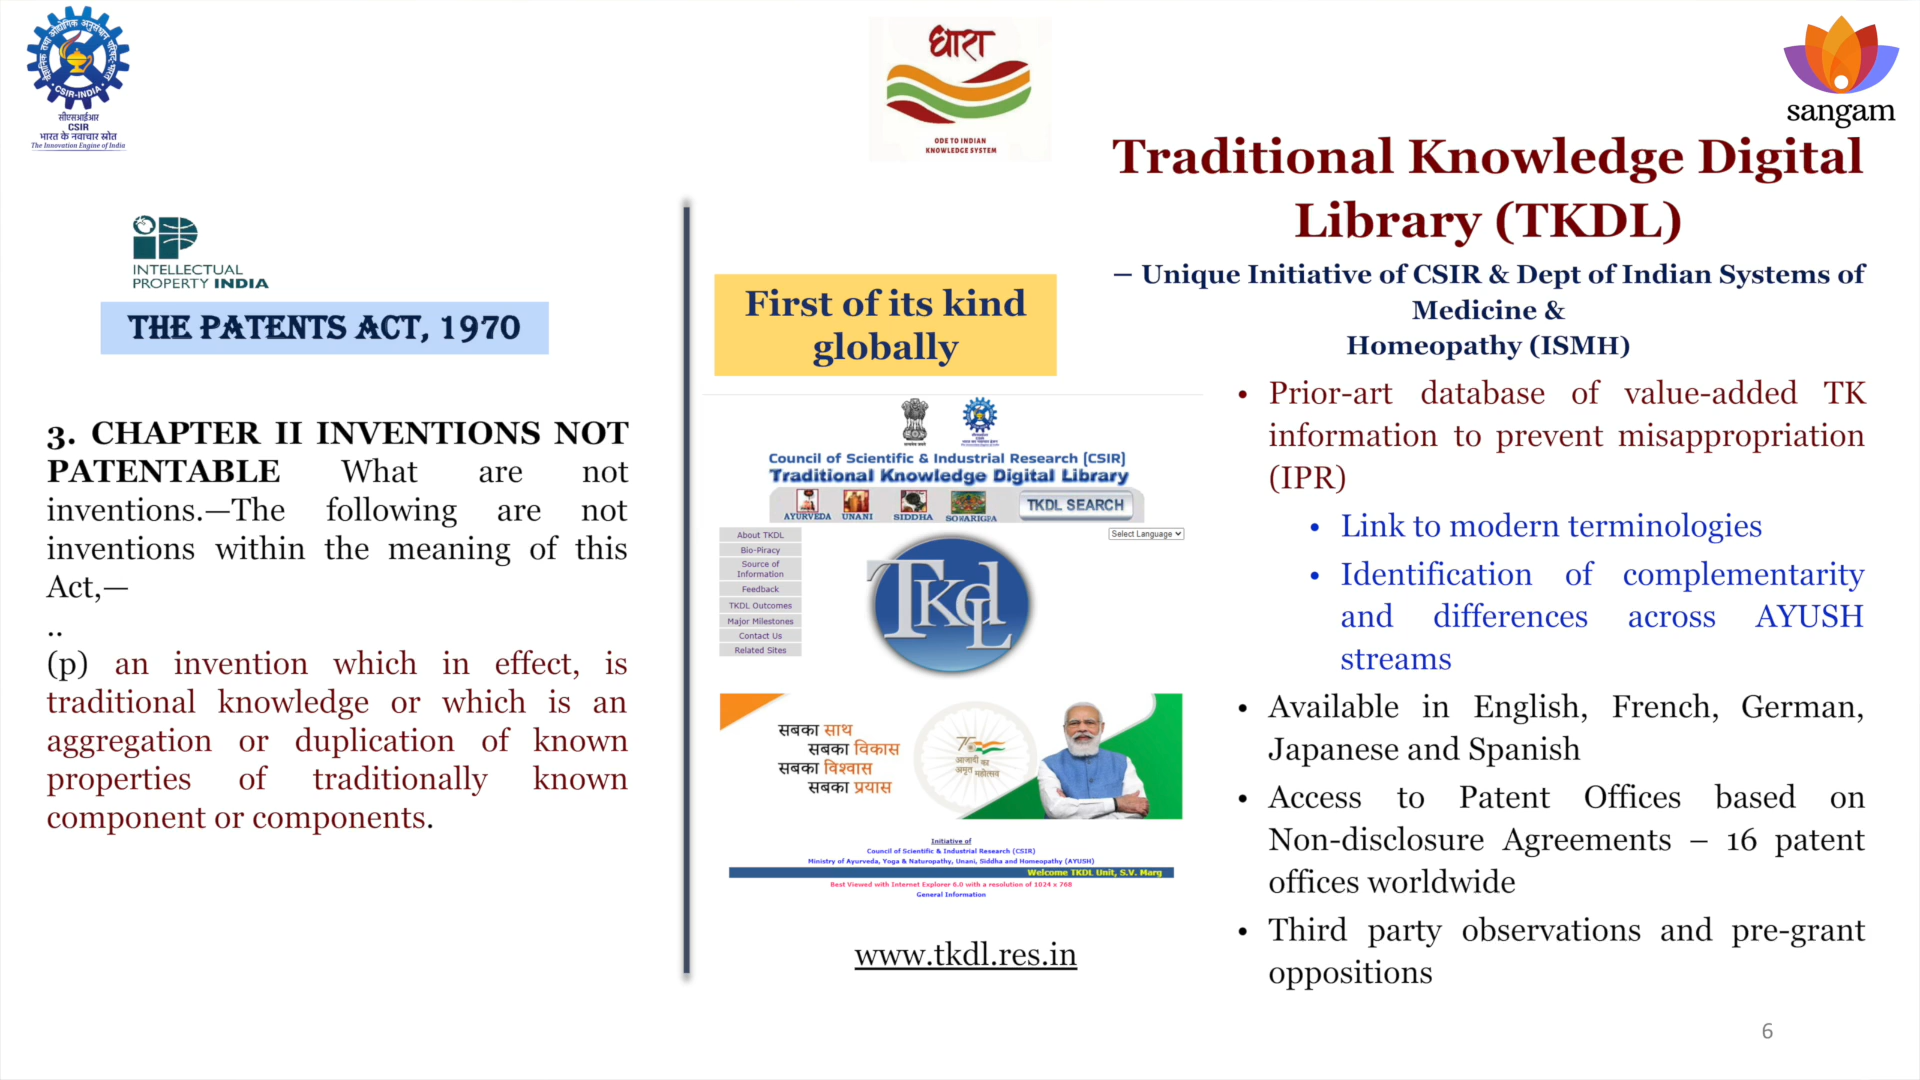 CSIR-INDIA
सीएसआईआर
CSIR
भारत के नवाचार स्रोत
The Innovation Engine of India
धारा
ODE TO INDIAN
KNOWLEDGE SYSTEM
sangam
INTELLECTUAL
PROPERTY INDIA
THE PATENTS ACT, 1970
3. CHAPTER II INVENTIONS NOT
PATENTABLE What are not
inventions.—The following are not
inventions within the meaning of this
Act,—
..
(p) an invention which in effect, is
traditional knowledge or which is an
aggregation or duplication of known
properties of traditionally known
component or components.
First of its kind
globally
Council of Scientific & Industrial Research [CSIR]
Traditional Knowledge Digital Library
AYURVEDA UNANI SIDDHA SOWARIGPA TKDL SEARCH
Select Language
About TKDL
Bio-Piracy
Source of
Information
Feedback
TKDL Outcomes
Major Milestones
Contact Us
Related Sites
TKDL
सबका साथ
सबका विकास
सबका विश्वास
सबका प्रयास
आज़ादी का
अमृत महोत्सव
Initiative of
Council of Scientific & Industrial Research (CSIR)
Ministry of Ayurveda, Yoga & Naturopathy, Unani, Siddha and Homeopathy (AYUSH)
Welcome TKDL Unit, S.V. Marg
Best Viewed with Internet Explorer 6.0 with a resolution of 1024 x 768
General Information
www.tkdl.res.in
Traditional Knowledge Digital
Library (TKDL)
– Unique Initiative of CSIR & Dept of Indian Systems of
Medicine &
Homeopathy (ISMH)
• Prior-art database of value-added TK
information to prevent misappropriation
(IPR)
• Link to modern terminologies
• Identification of complementarity
and differences across AYUSH
streams
• Available in English, French, German,
Japanese and Spanish
• Access to Patent Offices based on
Non-disclosure Agreements – 16 patent
offices worldwide
• Third party observations and pre-grant
oppositions
6